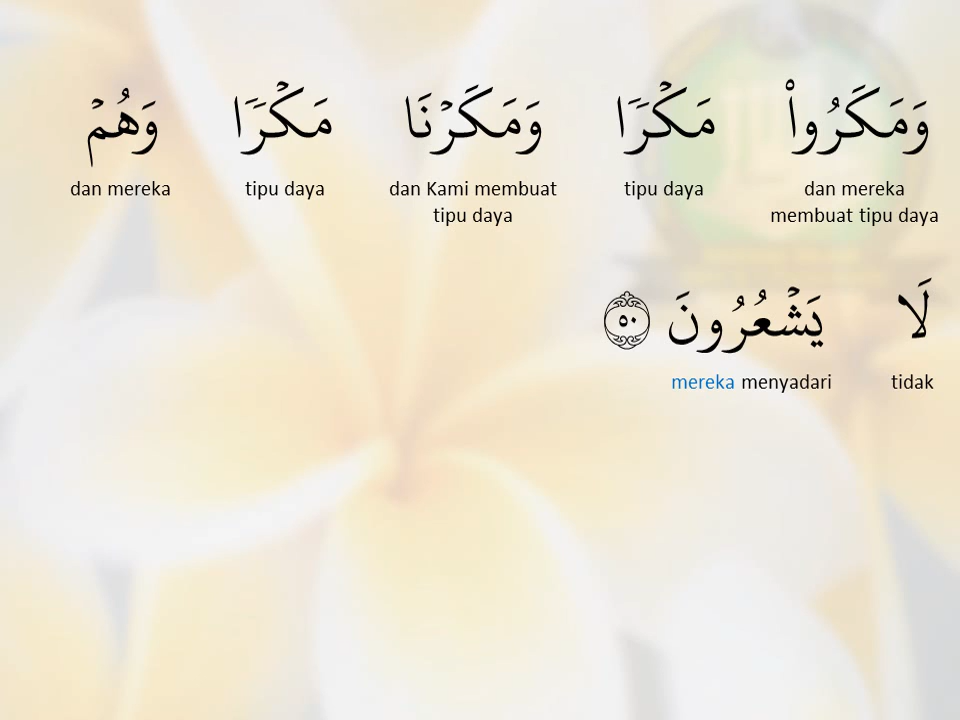 وَمَكَرُوا۟ مَكۡرٗا وَمَكَرۡنَا مَكۡرٗا وَهُمۡ
dan mereka membuat tipu daya
tipu daya
dan Kami membuat tipu daya
tipu daya
dan mereka
لَا يَشۡعُرُونَ ٥٠
tidak
mereka menyadari